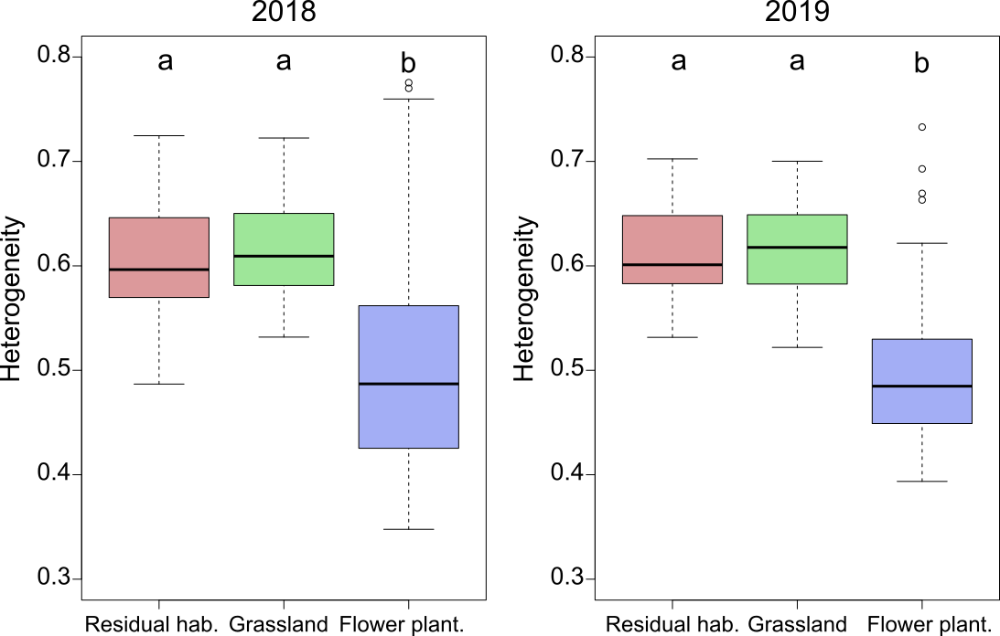 2018
Heterogeneity
0.8
0.7
0.6
0.5
0.4
0.3
a a b
Residual hab. Grassland Flower plant.
2019
Heterogeneity
0.8
0.7
0.6
0.5
0.4
0.3
a a b
Residual hab. Grassland Flower plant.